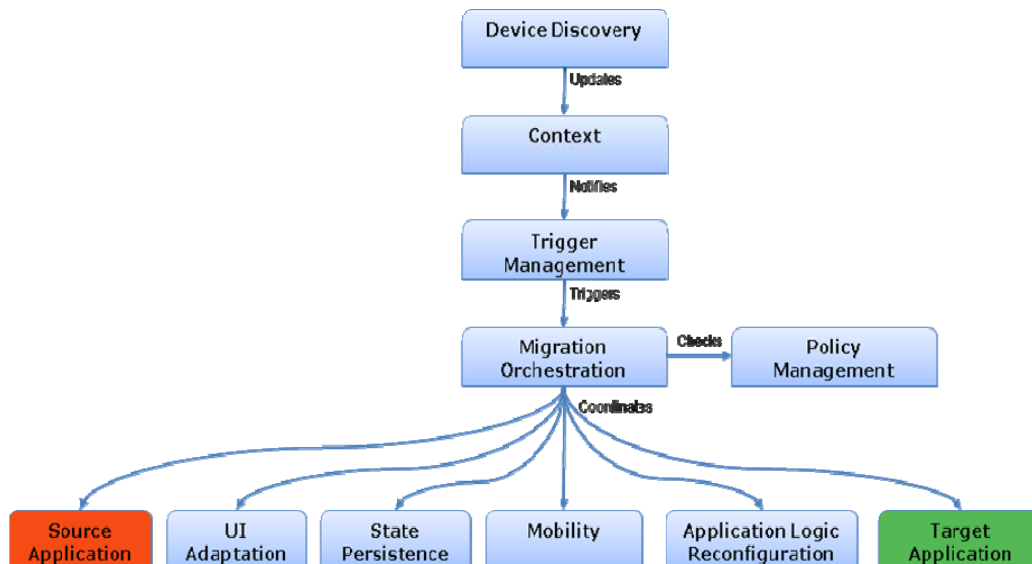 Device Discovery
Updates
Context
Notifies
Trigger
Management
Triggers
Migration
Orchestration
Checks
Policy
Management
Coordinates
Source
Application
UI
Adaptation
State
Persistence
Mobility
Application Logic
Reconfiguration
Target
Application